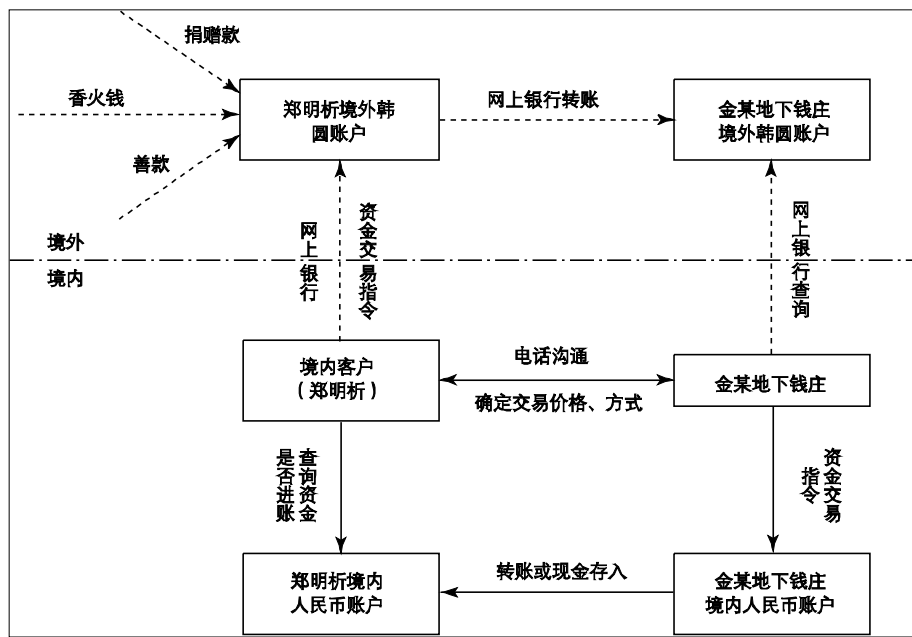 捐赠款
香火钱
善款
郑明析境外韩
圆账户
网上银行转账
金某地下钱庄
境外韩圆账户
境外
境内
网上银行
资金交易指令
网上银行查询
境内客户
（郑明析）
电话沟通
确定交易价格、方式
金某地下钱庄
查询资金
是否进账
资金交易
指令
郑明析境内
人民币账户
转账或现金存入
金某地下钱庄
境内人民币账户